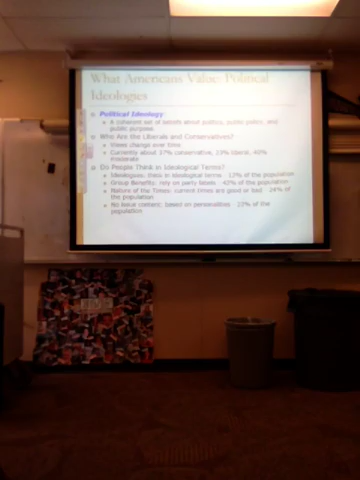 What Americans Value: Political
Ideologies
Political Ideology
A coherent set of beliefs about politics, public policy, and
public purpose.
Who Are the Liberals and Conservatives?
Views change over time
Currently about 37% conservative, 23% liberal, 40%
moderate
Do People Think in Ideological Terms?
Ideologues: think in ideological terms - 12% of the population
Group Benefits: rely on party labels - 42% of the population
Nature of the Times: current times are good or bad - 24% of
the population
No issue content: based on personalities - 22% of the
population